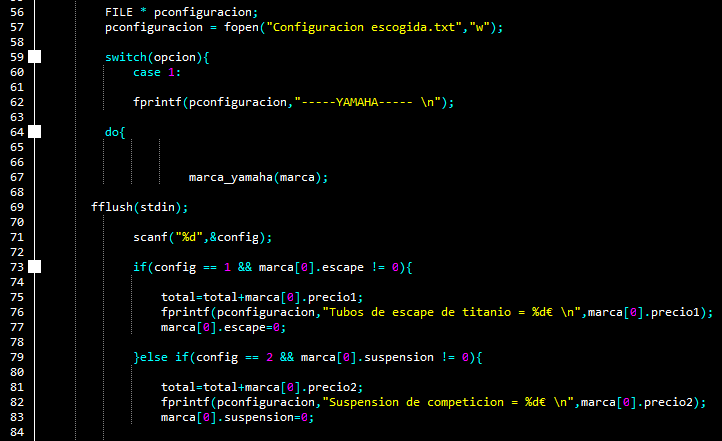 56 FILE * pconfiguracion;
57 pconfiguracion = fopen("Configuracion escogida.txt","w");
58
59 switch(opcion){
60 case 1:
61
62 fprintf(pconfiguracion,"-----YAMAHA----- \n");
63
64 do{
65
66
67 marca_yamaha(marca);
68
69 fflush(stdin);
70
71 scanf("%d",&config);
72
73 if(config == 1 && marca[0].escape != 0){
74
75 total=total+marca[0].precio1;
76 fprintf(pconfiguracion,"Tubos de escape de titanio = %d€ \n",marca[0].precio1);
77 marca[0].escape=0;
78
79 }else if(config == 2 && marca[0].suspension != 0){
80
81 total=total+marca[0].precio2;
82 fprintf(pconfiguracion,"Suspension de competicion = %d€ \n",marca[0].precio2);
83 marca[0].suspension=0;
84